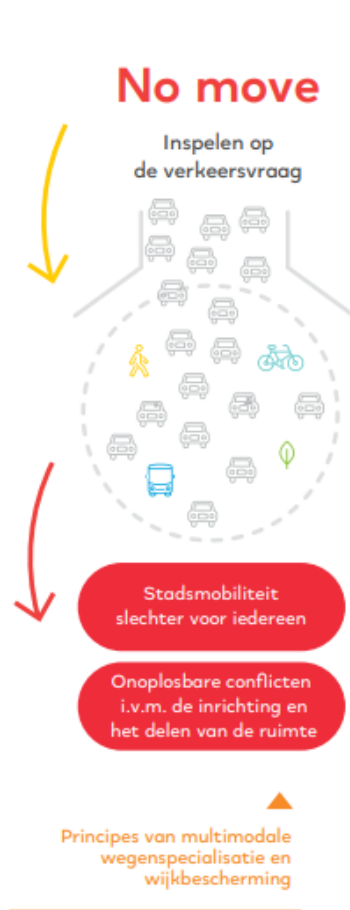 No move
Inspelen op
de verkeersvraag
Stadsmobiliteit
slechter voor iedereen
Onoplosbare conflicten
i.v.m. de inrichting en
het delen van de ruimte
Principes van multimodale
wegenspecialisatie en
wijkbescherming